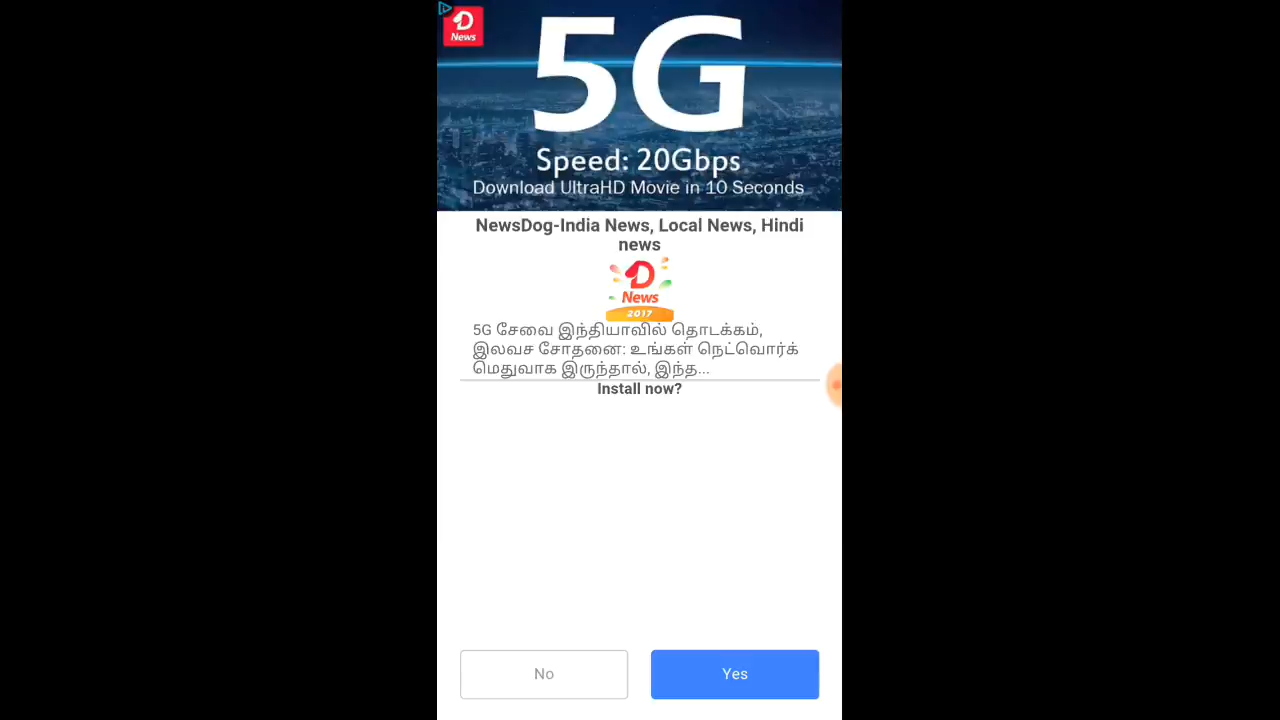 D
News
5G
Speed: 20Gbps
Download UltraHD Movie in 10 Seconds
NewsDog-India News, Local News, Hindi
news
D
News
2017
5G சேவை இந்தியாவில் தொடக்கம்,
இலவச சோதனை: உங்கள் நெட்வொர்க்
மெதுவாக இருந்தால், இந்த...
Install now?
No
Yes